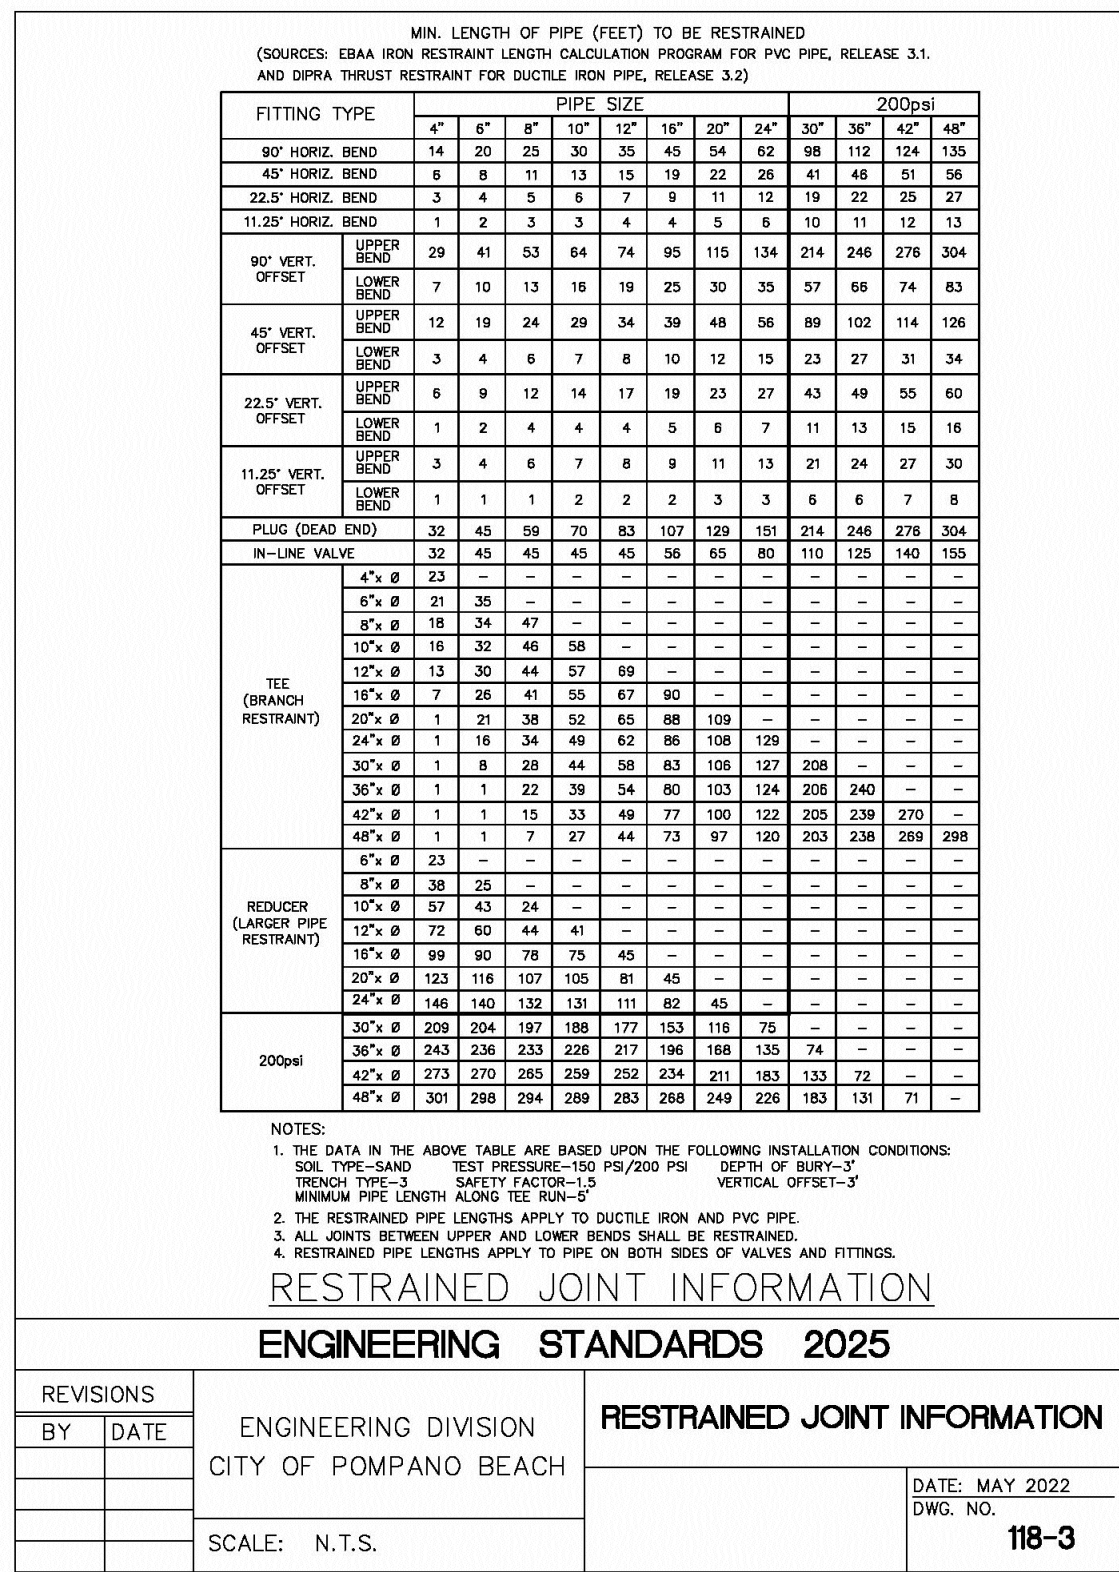 MIN. LENGTH OF PIPE (FEET) TO BE RESTRAINED
(SOURCES: EBAA IRON RESTRAINT LENGTH CALCULATION PROGRAM FOR PVC PIPE, RELEASE 3.1.
AND DIPRA THRUST RESTRAINT FOR DUCTILE IRON PIPE, RELEASE 3.2)
FITTING TYPE PIPE SIZE 200psi
4" 6" 8" 10" 12" 16" 20" 24" 30" 36" 42" 48"
90° HORIZ. BEND 14 20 25 30 35 45 54 62 98 112 124 135
45° HORIZ. BEND 6 8 11 13 15 19 22 26 41 46 51 56
22.5° HORIZ. BEND 3 4 5 6 7 9 11 12 19 22 25 27
11.25° HORIZ. BEND 1 2 3 3 4 4 5 6 10 11 12 13
90° VERT. OFFSET UPPER BEND 29 41 53 64 74 95 115 134 214 246 276 304
LOWER BEND 7 10 13 16 19 25 30 35 57 66 74 83
45° VERT. OFFSET UPPER BEND 12 19 24 29 34 39 48 56 89 102 114 126
LOWER BEND 3 4 6 7 8 10 12 15 23 27 31 34
22.5° VERT. OFFSET UPPER BEND 6 9 12 14 17 19 23 27 43 49 55 60
LOWER BEND 1 2 4 4 4 5 6 7 11 13 15 16
11.25° VERT. OFFSET UPPER BEND 3 4 6 7 8 9 11 13 21 24 27 30
LOWER BEND 1 1 1 2 2 2 3 3 6 6 7 8
PLUG (DEAD END) 32 45 59 70 83 107 129 151 214 246 276 304
IN-LINE VALVE 32 45 45 45 45 56 65 80 110 125 140 155
TEE (BRANCH RESTRAINT)
4"x Ø 23 - - - - - - - - - - -
6"x Ø 21 35 - - - - - - - - - -
8"x Ø 18 34 47 - - - - - - - - -
10"x Ø 16 32 46 58 - - - - - - - -
12"x Ø 13 30 44 57 69 - - - - - - -
16"x Ø 7 26 41 55 67 90 - - - - - -
20"x Ø 1 21 38 52 65 88 109 - - - - -
24"x Ø 1 16 34 49 62 86 108 129 - - - -
30"x Ø 1 8 28 44 58 83 106 127 208 - - -
36"x Ø 1 1 22 39 54 80 103 124 206 240 - -
42"x Ø 1 1 15 33 49 77 100 122 205 239 270 -
48"x Ø 1 1 7 27 44 73 97 120 203 238 269 298
REDUCER (LARGER PIPE RESTRAINT)
6"x Ø 23 - - - - - - - - - - -
8"x Ø 38 25 - - - - - - - - - -
10"x Ø 57 43 24 - - - - - - - - -
12"x Ø 72 60 44 41 - - - - - - - -
16"x Ø 99 90 78 75 45 - - - - - - -
20"x Ø 123 116 107 105 81 45 - - - - - -
24"x Ø 146 140 132 131 111 82 45 - - - - -
200psi
30"x Ø 209 204 197 188 177 153 116 75 - - - -
36"x Ø 243 236 233 226 217 196 168 135 74 - - -
42"x Ø 273 270 265 259 252 234 211 183 133 72 - -
48"x Ø 301 298 294 289 283 268 249 226 183 131 71 -
NOTES:
1. THE DATA IN THE ABOVE TABLE ARE BASED UPON THE FOLLOWING INSTALLATION CONDITIONS:
SOIL TYPE-SAND TEST PRESSURE-150 PSI/200 PSI DEPTH OF BURY-3'
TRENCH TYPE-3 SAFETY FACTOR-1.5 VERTICAL OFFSET-3'
MINIMUM PIPE LENGTH ALONG TEE RUN-5'
2. THE RESTRAINED PIPE LENGTHS APPLY TO DUCTILE IRON AND PVC PIPE.
3. ALL JOINTS BETWEEN UPPER AND LOWER BENDS SHALL BE RESTRAINED.
4. RESTRAINED PIPE LENGTHS APPLY TO PIPE ON BOTH SIDES OF VALVES AND FITTINGS.
RESTRAINED JOINT INFORMATION
ENGINEERING STANDARDS 2025
REVISIONS
BY DATE
ENGINEERING DIVISION
CITY OF POMPANO BEACH
SCALE: N.T.S.
RESTRAINED JOINT INFORMATION
DATE: MAY 2022
DWG. NO.
118-3